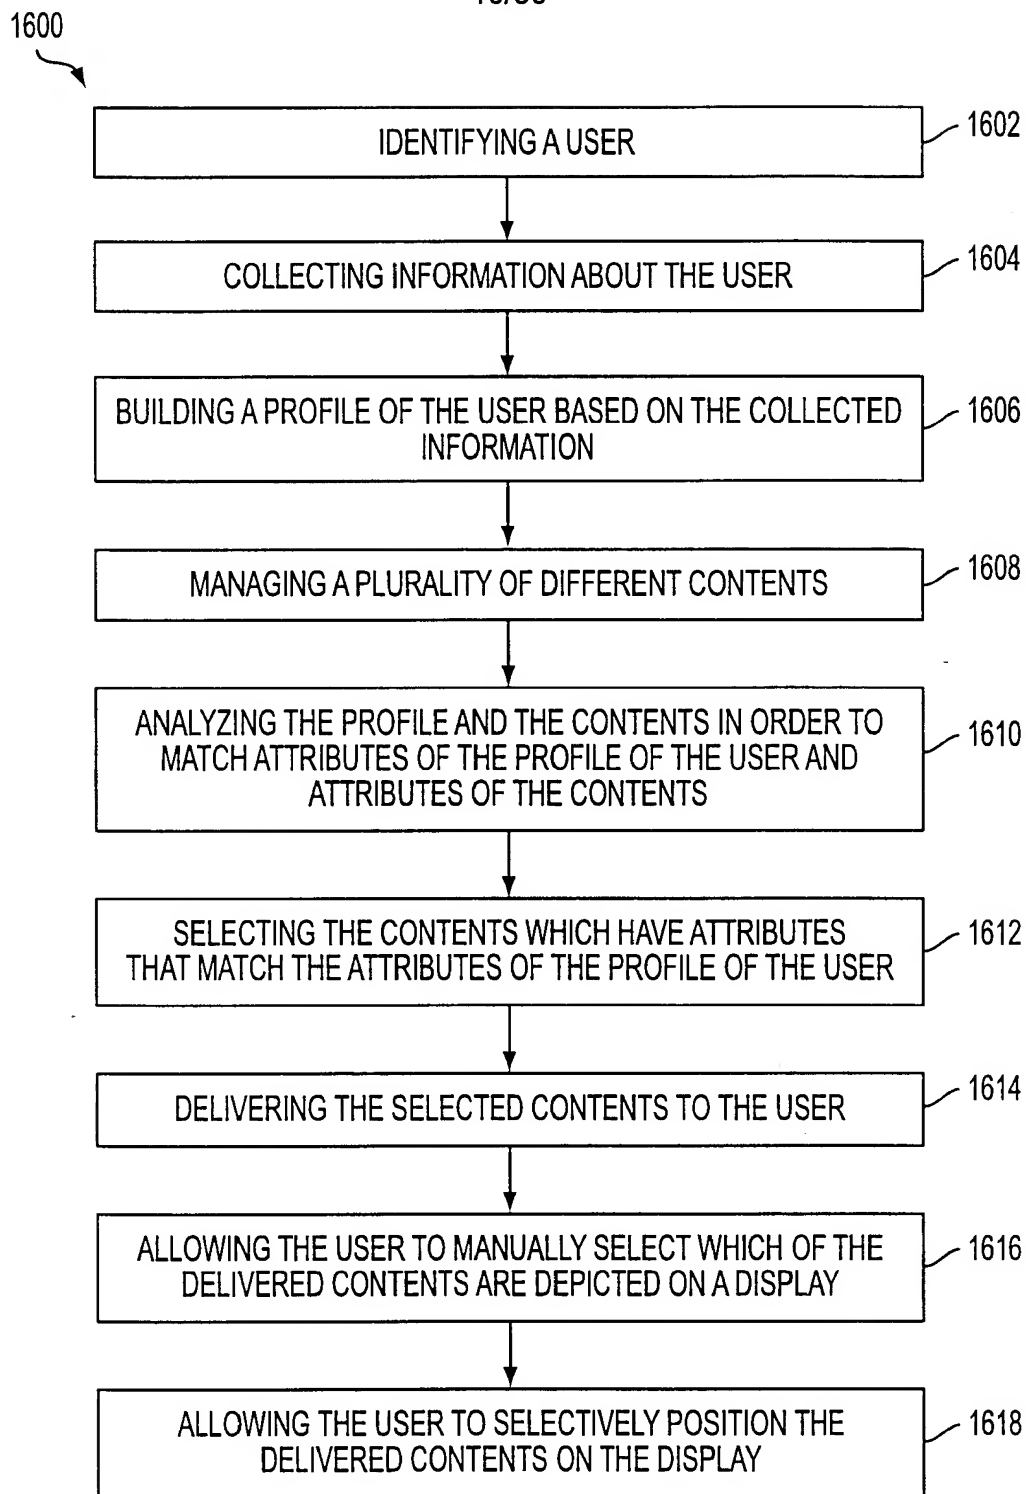 1600
IDENTIFYING A USER
1602
COLLECTING INFORMATION ABOUT THE USER
1604
BUILDING A PROFILE OF THE USER BASED ON THE COLLECTED
INFORMATION
1606
MANAGING A PLURALITY OF DIFFERENT CONTENTS
1608
ANALYZING THE PROFILE AND THE CONTENTS IN ORDER TO
MATCH ATTRIBUTES OF THE PROFILE OF THE USER AND
ATTRIBUTES OF THE CONTENTS
1610
SELECTING THE CONTENTS WHICH HAVE ATTRIBUTES
THAT MATCH THE ATTRIBUTES OF THE PROFILE OF THE USER
1612
DELIVERING THE SELECTED CONTENTS TO THE USER
1614
ALLOWING THE USER TO MANUALLY SELECT WHICH OF THE
DELIVERED CONTENTS ARE DEPICTED ON A DISPLAY
1616
ALLOWING THE USER TO SELECTIVELY POSITION THE
DELIVERED CONTENTS ON THE DISPLAY
1618